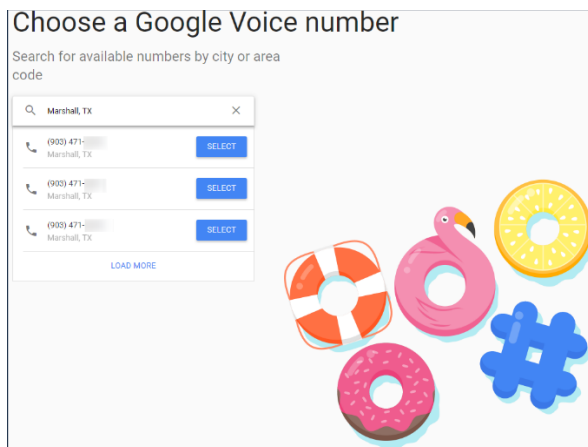 Choose a Google Voice number
Search for available numbers by city or area
code
Marshall, TX
(903) 471-
Marshall, TX
SELECT
(903) 471-
Marshall, TX
SELECT
(903) 471-
Marshall, TX
SELECT
LOAD MORE